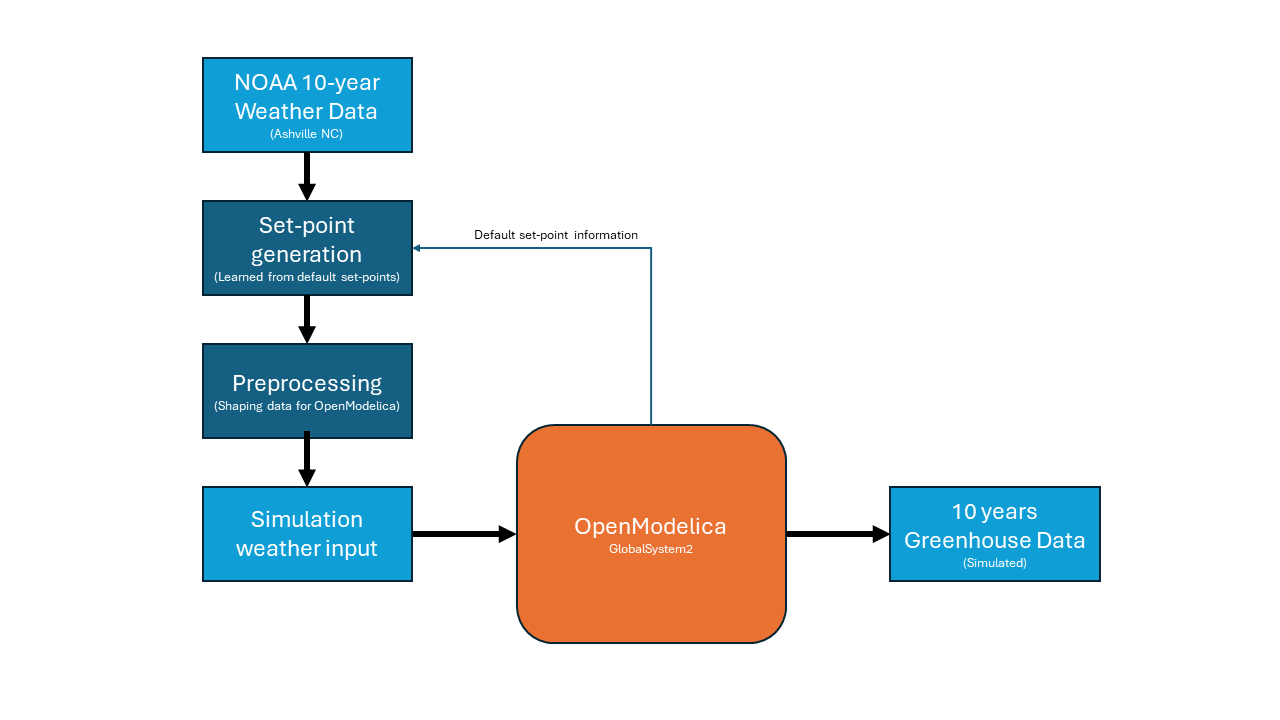 NOAA 10-year
Weather Data
(Ashville NC)
Set-point
generation
(Learned from default set-points)
Default set-point information
Preprocessing
(Shaping data for OpenModelica)
Simulation
weather input
OpenModelica
GlobalSystem2
10 years
Greenhouse Data
(Simulated)